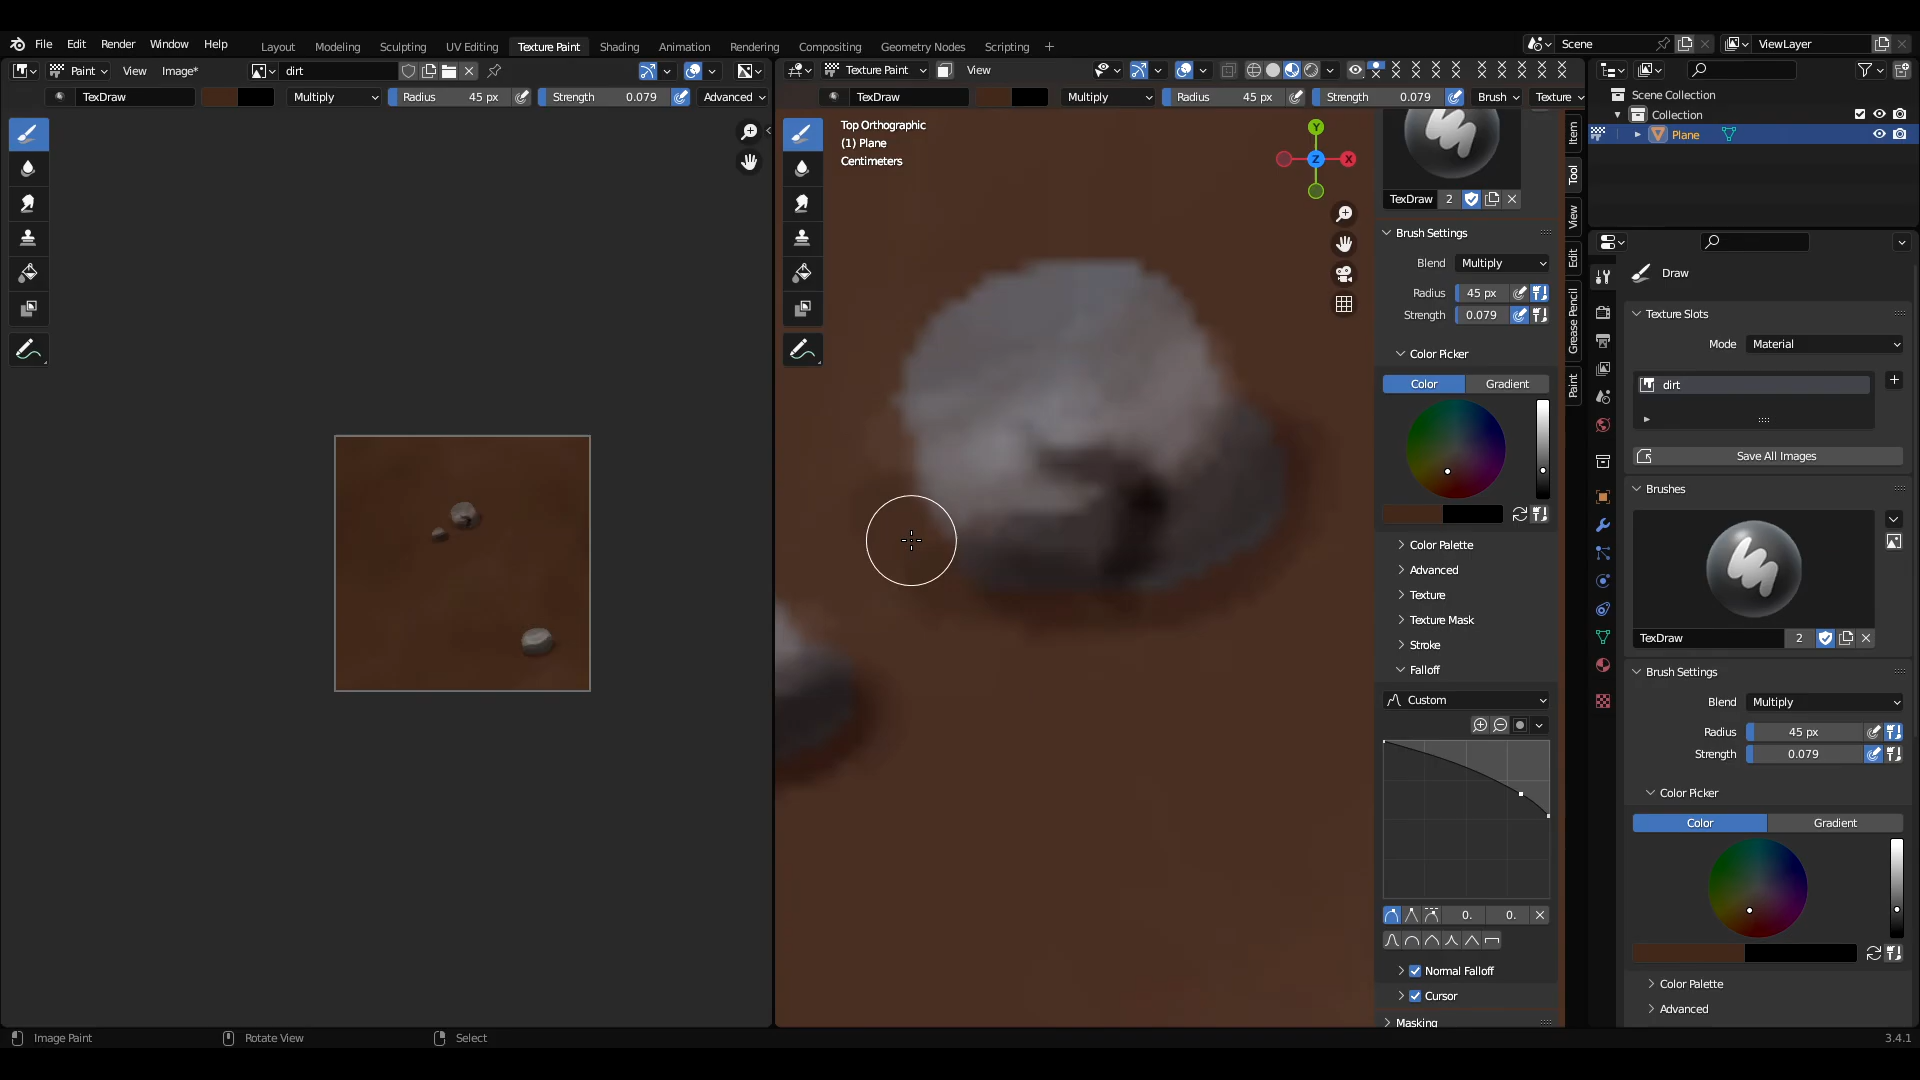 File Edit Render Window Help Layout Modeling Sculpting UV Editing Texture Paint Shading Animation Rendering Compositing Geometry Nodes Scripting + Scene ViewLayer
Paint View Image* dirt Texture Paint View
TexDraw Multiply Radius 45 px Strength 0.079 Advanced TexDraw Multiply Radius 45 px Strength 0.079 Brush Texture
Scene Collection
Collection
Plane
Top Orthographic
(1) Plane
Centimeters
Y
X
Z
Item
Tool
View
Edit
Grease Pencil
Paint
TexDraw 2
Brush Settings
Blend Multiply
Radius 45 px
Strength 0.079
Color Picker
Color Gradient
Color Palette
Advanced
Texture
Texture Mask
Stroke
Falloff
Custom
0. 0.
Normal Falloff
Cursor
Masking
Draw
Texture Slots
Mode Material
dirt
Save All Images
Brushes
TexDraw 2
Brush Settings
Blend Multiply
Radius 45 px
Strength 0.079
Color Picker
Color Gradient
Color Palette
Advanced
Image Paint Rotate View Select 3.4.1